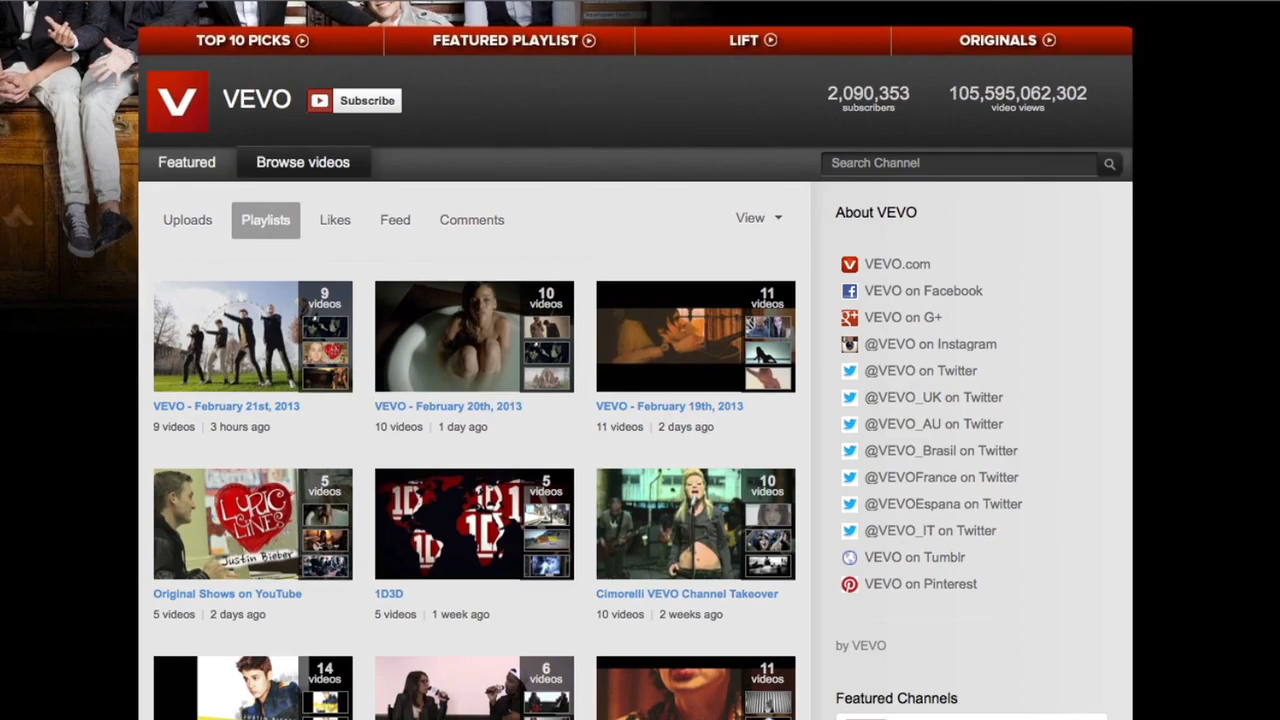 TOP 10 PICKS
FEATURED PLAYLIST
LIFT
ORIGINALS
V
VEVO
Subscribe
2,090,353
subscribers
105,595,062,302
video views
Featured
Browse videos
Search Channel
Uploads
Playlists
Likes
Feed
Comments
View
9
videos
10
videos
11
videos
VEVO - February 21st, 2013
VEVO - February 20th, 2013
VEVO - February 19th, 2013
9 videos | 3 hours ago
10 videos | 1 day ago
11 videos | 2 days ago
LYRIC
LINES
Justin Bieber
5
videos
1D
1D
1D
1D
1D
5
videos
10
videos
Original Shows on YouTube
1D3D
Cimorelli VEVO Channel Takeover
5 videos | 2 days ago
5 videos | 1 week ago
10 videos | 2 weeks ago
14
videos
6
videos
11
videos
About VEVO
VEVO.com
VEVO on Facebook
VEVO on G+
@VEVO on Instagram
@VEVO on Twitter
@VEVO_UK on Twitter
@VEVO_AU on Twitter
@VEVO_Brasil on Twitter
@VEVOFrance on Twitter
@VEVOEspana on Twitter
@VEVO_IT on Twitter
VEVO on Tumblr
VEVO on Pinterest
by VEVO
Featured Channels